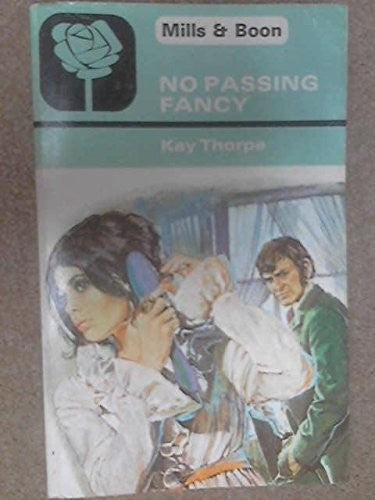 Mills & Boon
NO PASSING
FANCY
Kay Thorpe